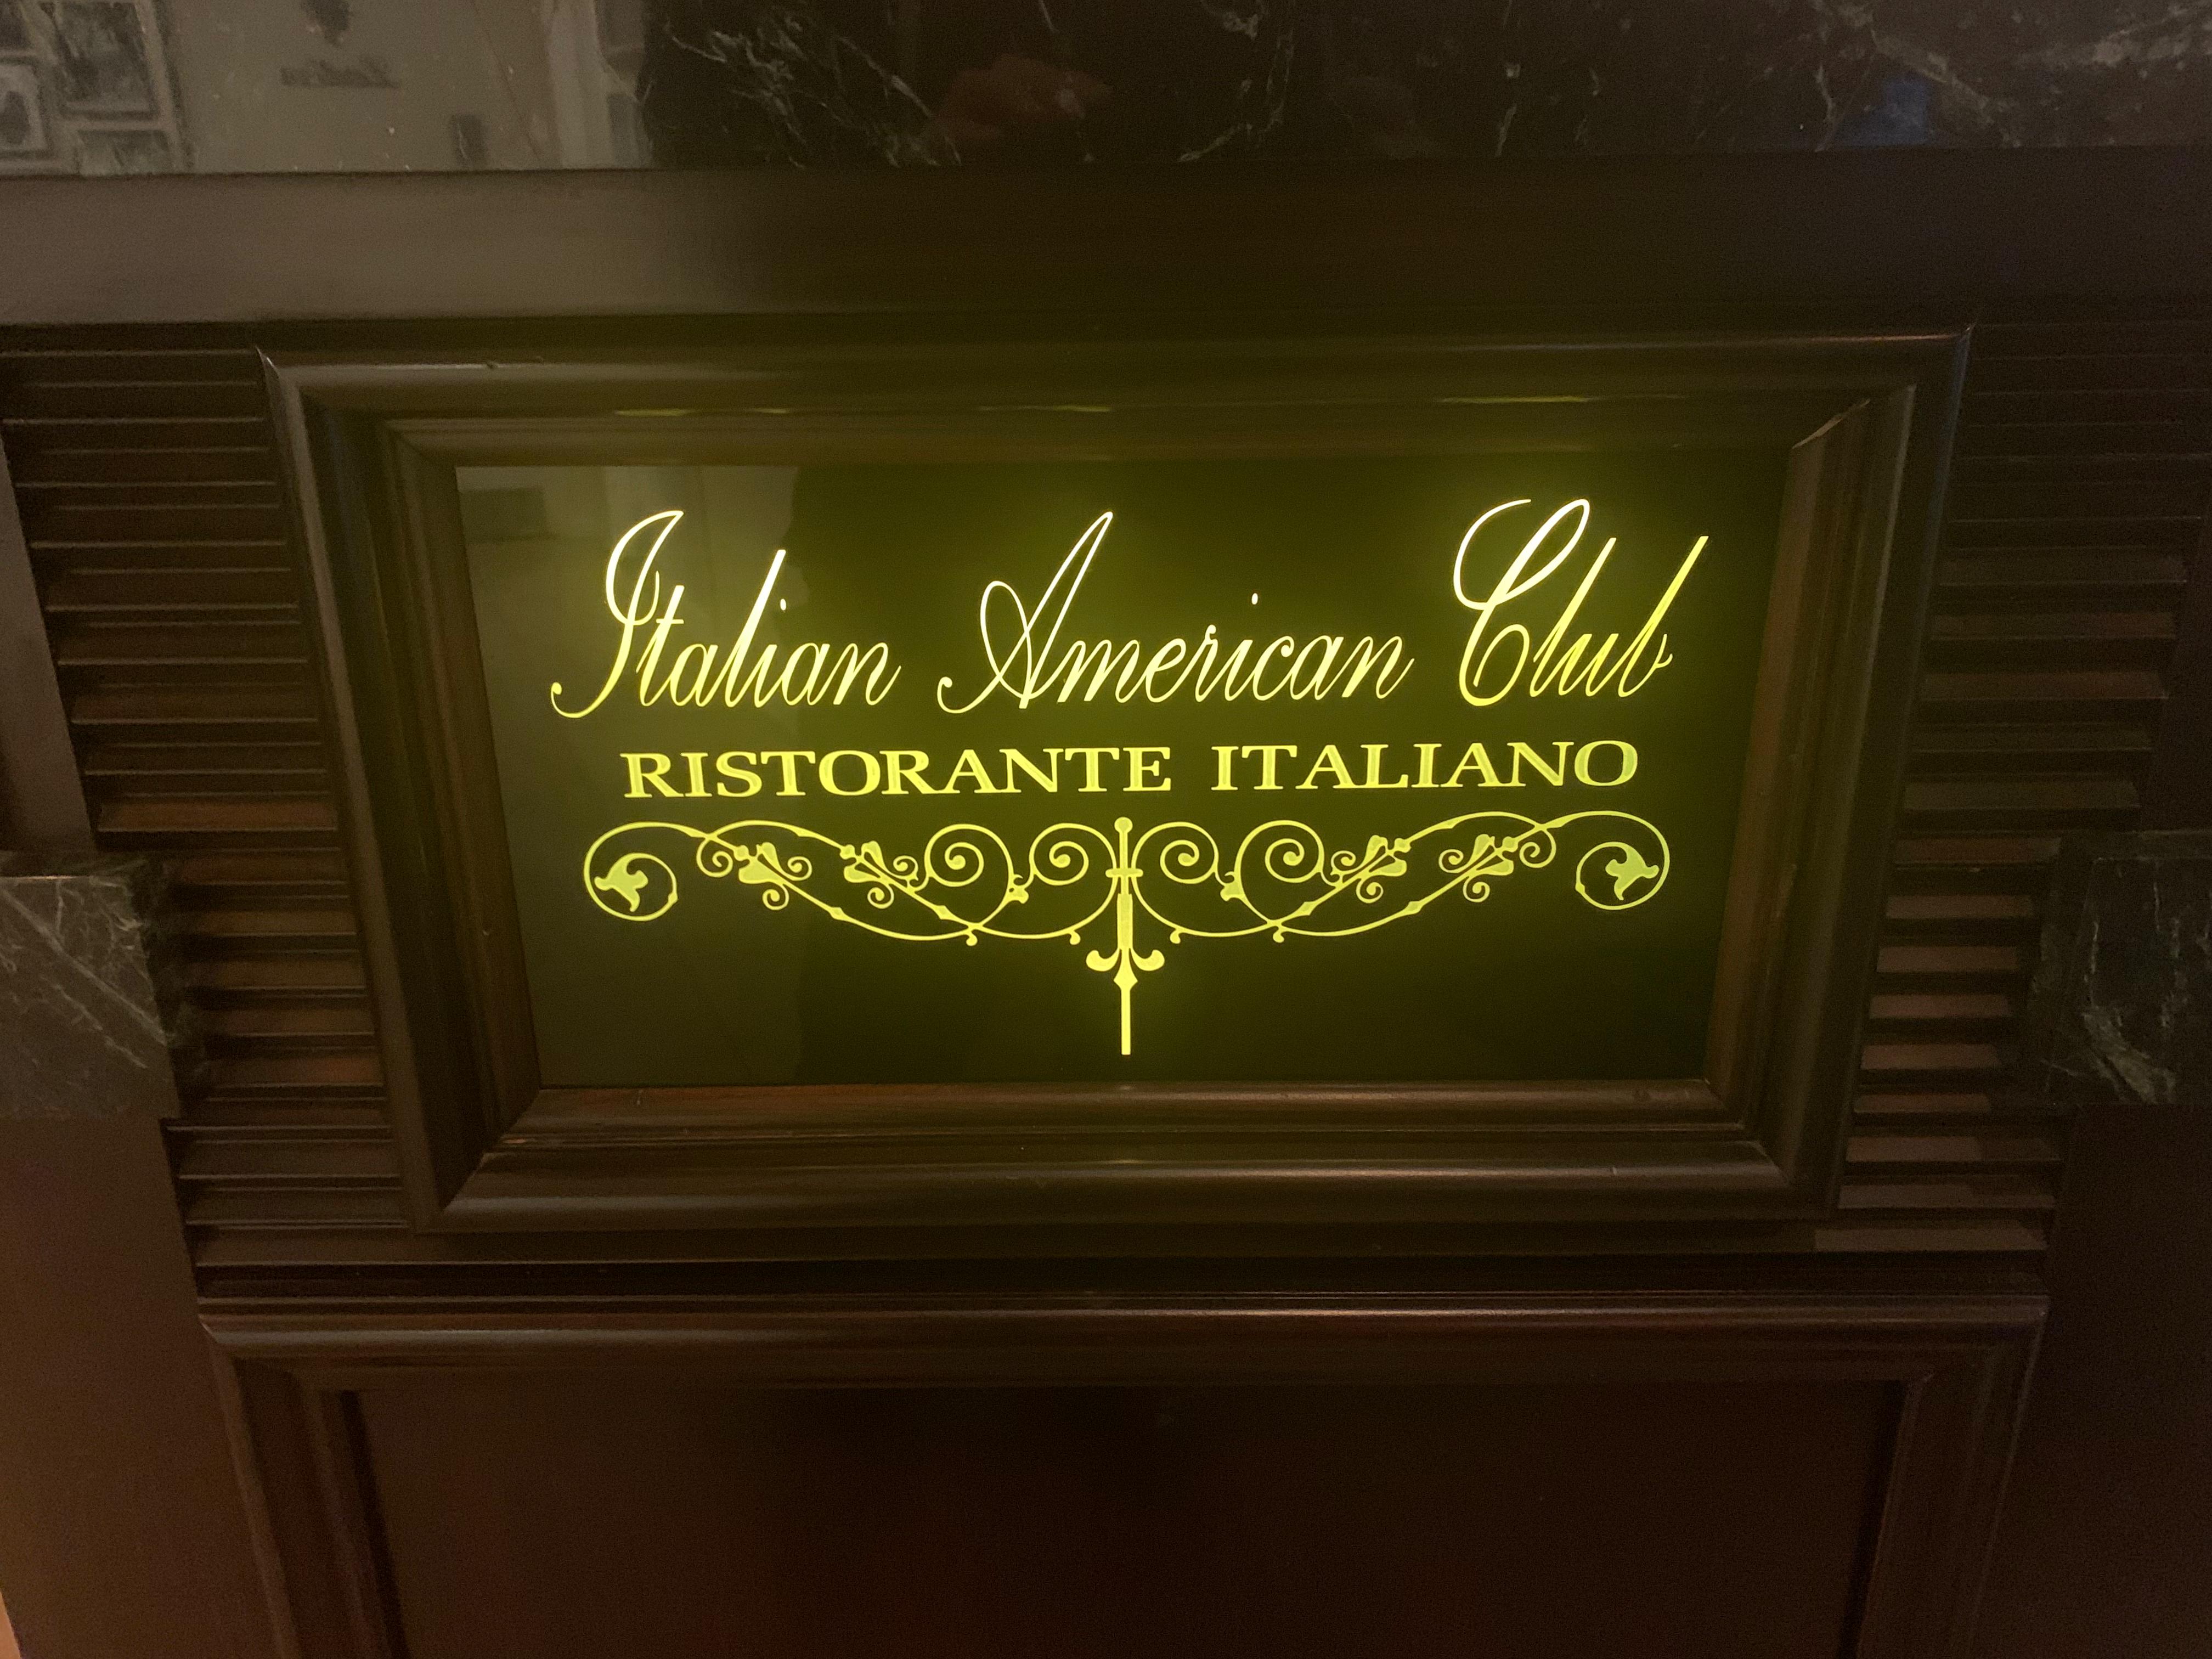 Italian American Club
RISTORANTE ITALIANO